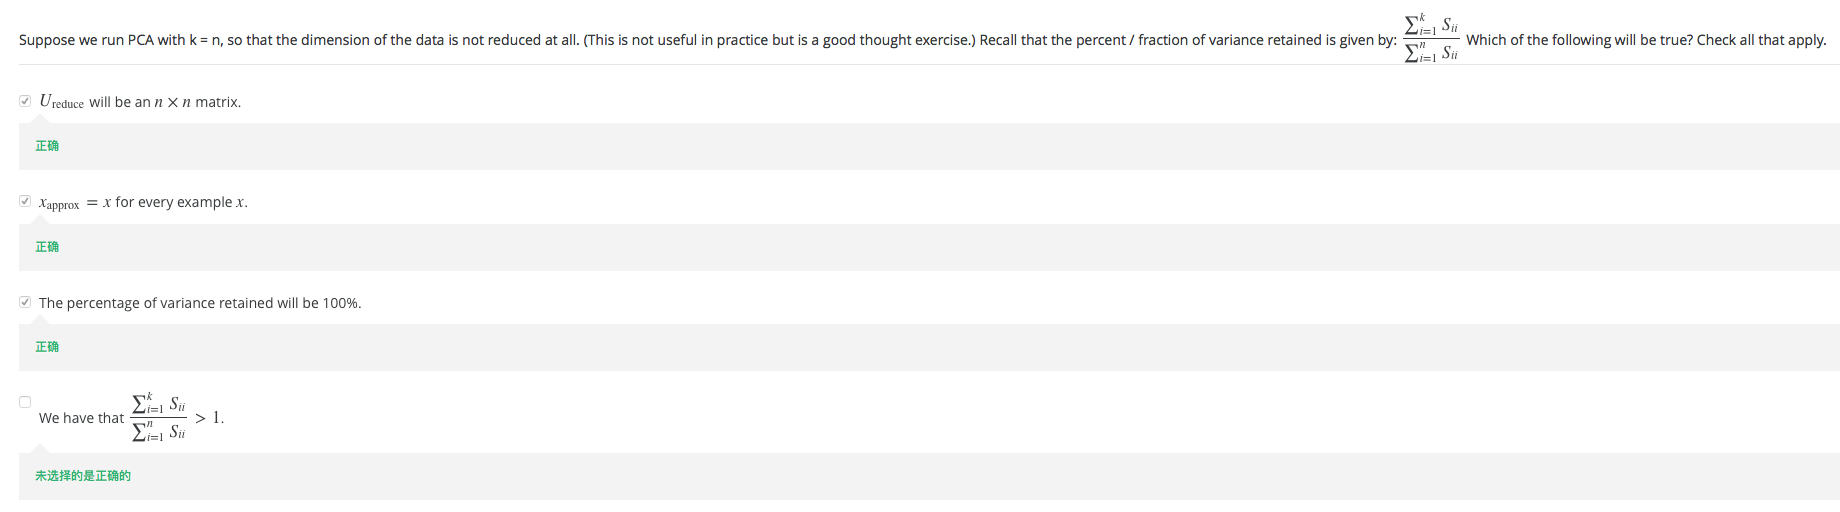 Suppose we run PCA with k = n, so that the dimension of the data is not reduced at all. (This is not useful in practice but is a good thought exercise.) Recall that the percent / fraction of variance retained is given by: \frac{\sum_{i=1}^{k} S_{ii}}{\sum_{i=1}^{n} S_{ii}} Which of the following will be true? Check all that apply.
U_{reduce} will be an n × n matrix.
正确
x_{approx} = x for every example x.
正确
The percentage of variance retained will be 100%.
正确
We have that \frac{\sum_{i=1}^{k} S_{ii}}{\sum_{i=1}^{n} S_{ii}} > 1.
未选择的是正确的